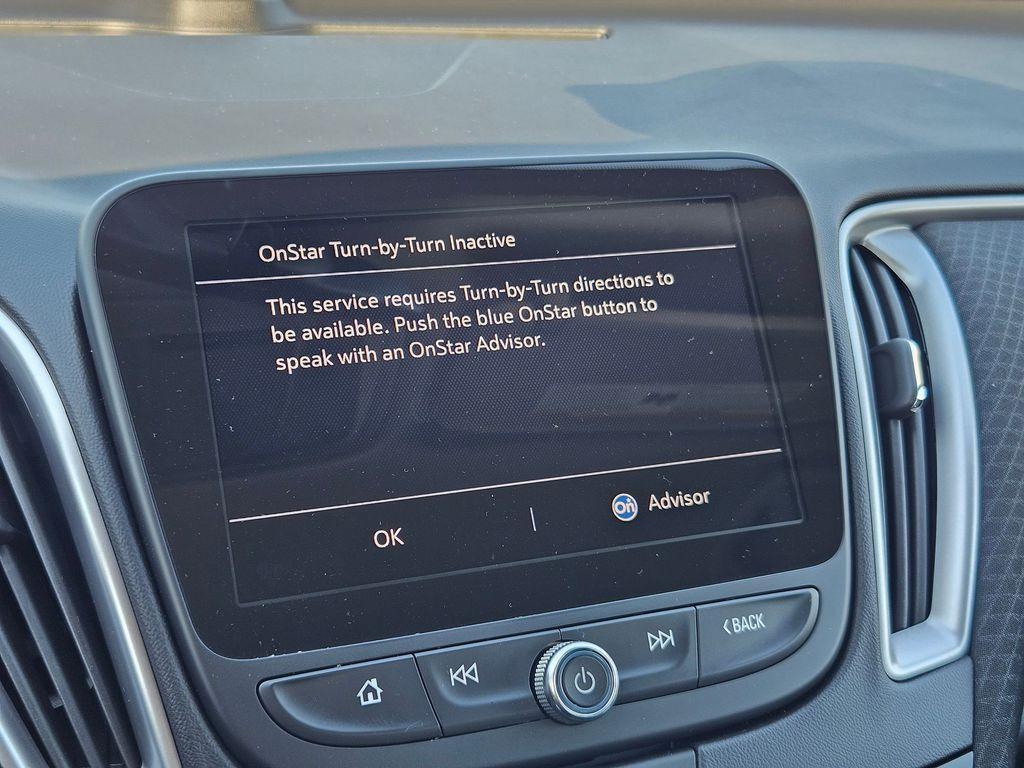 OnStar Turn-by-Turn Inactive
This service requires Turn-by-Turn directions to
be available. Push the blue OnStar button to
speak with an OnStar Advisor.
OK
On Advisor
BACK